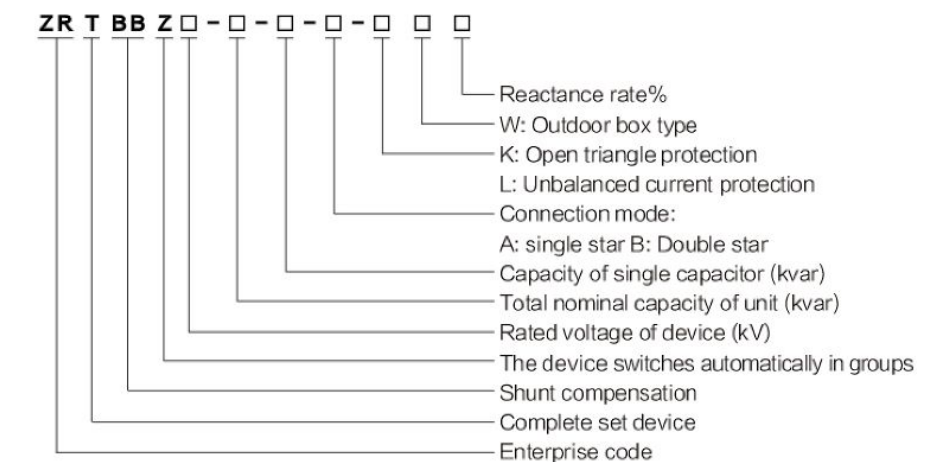 ZR T BB Z□-□-□-□-□ □ □
Reactance rate%
W: Outdoor box type
K: Open triangle protection
L: Unbalanced current protection
Connection mode:
A: single star B: Double star
Capacity of single capacitor (kvar)
Total nominal capacity of unit (kvar)
Rated voltage of device (kV)
The device switches automatically in groups
Shunt compensation
Complete set device
Enterprise code